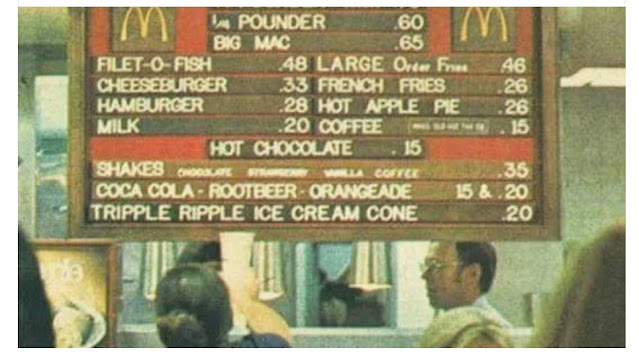 1/4 POUNDER .60
BIG MAC .65
FILET-O-FISH .48 LARGE Order Fries .46
CHEESEBURGER .33 FRENCH FRIES .26
HAMBURGER .28 HOT APPLE PIE .26
MILK .20 COFFEE .15
HOT CHOCOLATE .15
SHAKES CHOCOLATE STRAWBERRY VANILLA COFFEE .35
COCA COLA - ROOTBEER - ORANGEADE 15 & .20
TRIPPLE RIPPLE ICE CREAM CONE .20